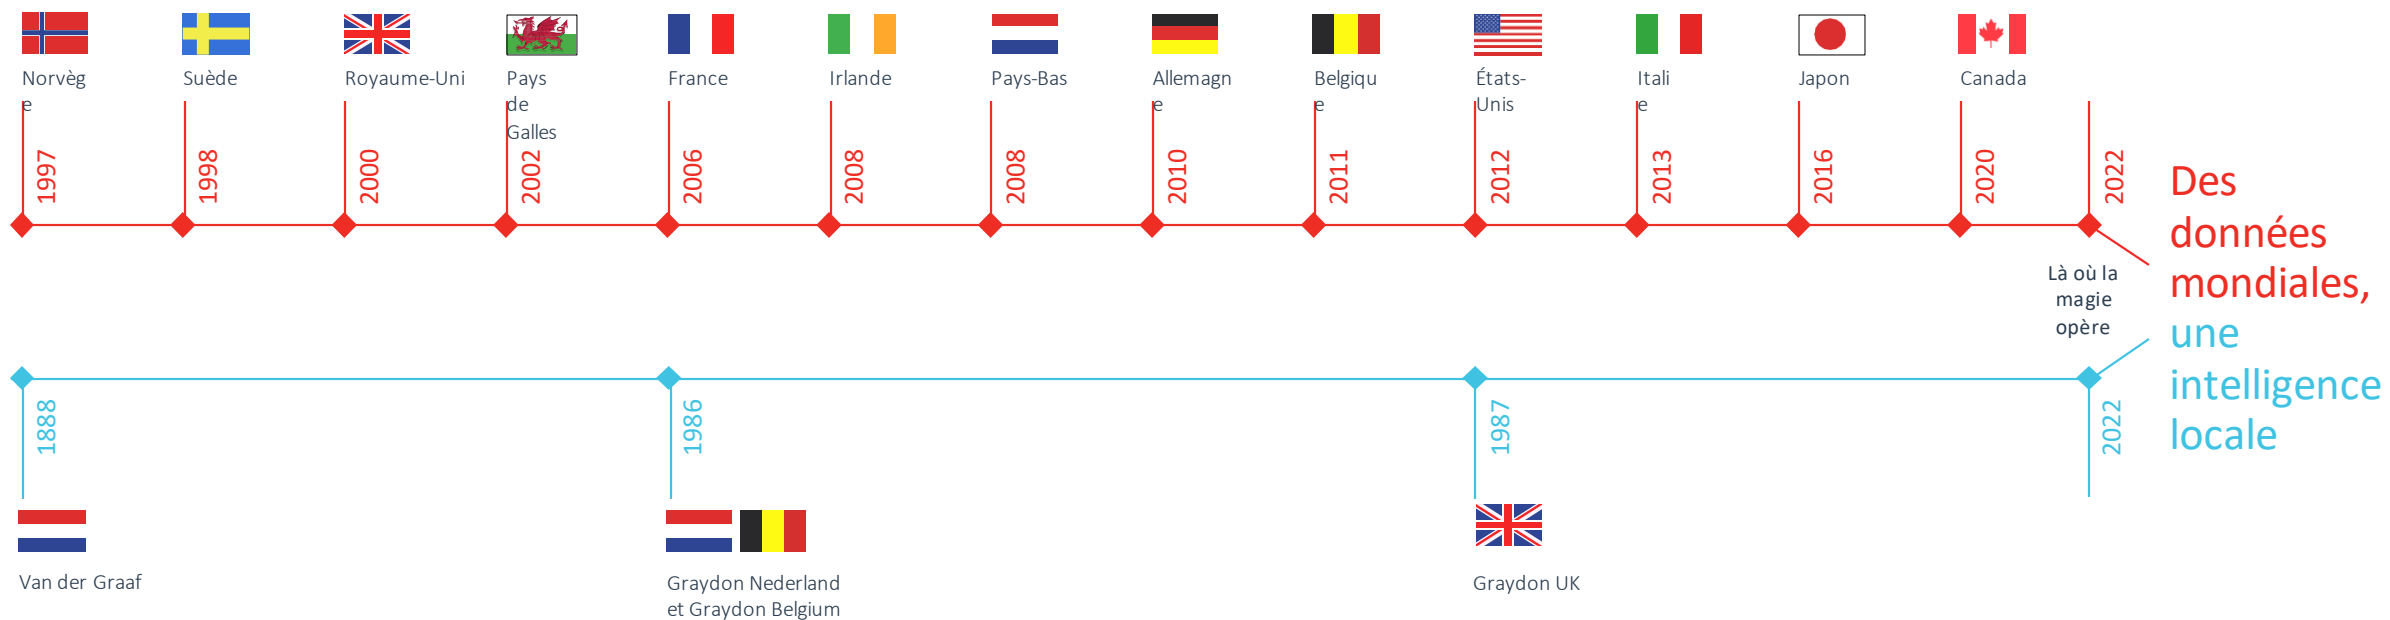 Norvèg
e
Suède
Royaume-Uni
Pays
de
Galles
France
Irlande
Pays-Bas
Allemagn
e
Belgiqu
e
États-
Unis
Itali
e
Japon
Canada
1997
1998
2000
2002
2006
2008
2008
2010
2011
2012
2013
2016
2020
2022
Des
données
mondiales,
une
intelligence
locale
Là où la
magie
opère
1888
1986
1987
2022
Van der Graaf
Graydon Nederland
et Graydon Belgium
Graydon UK